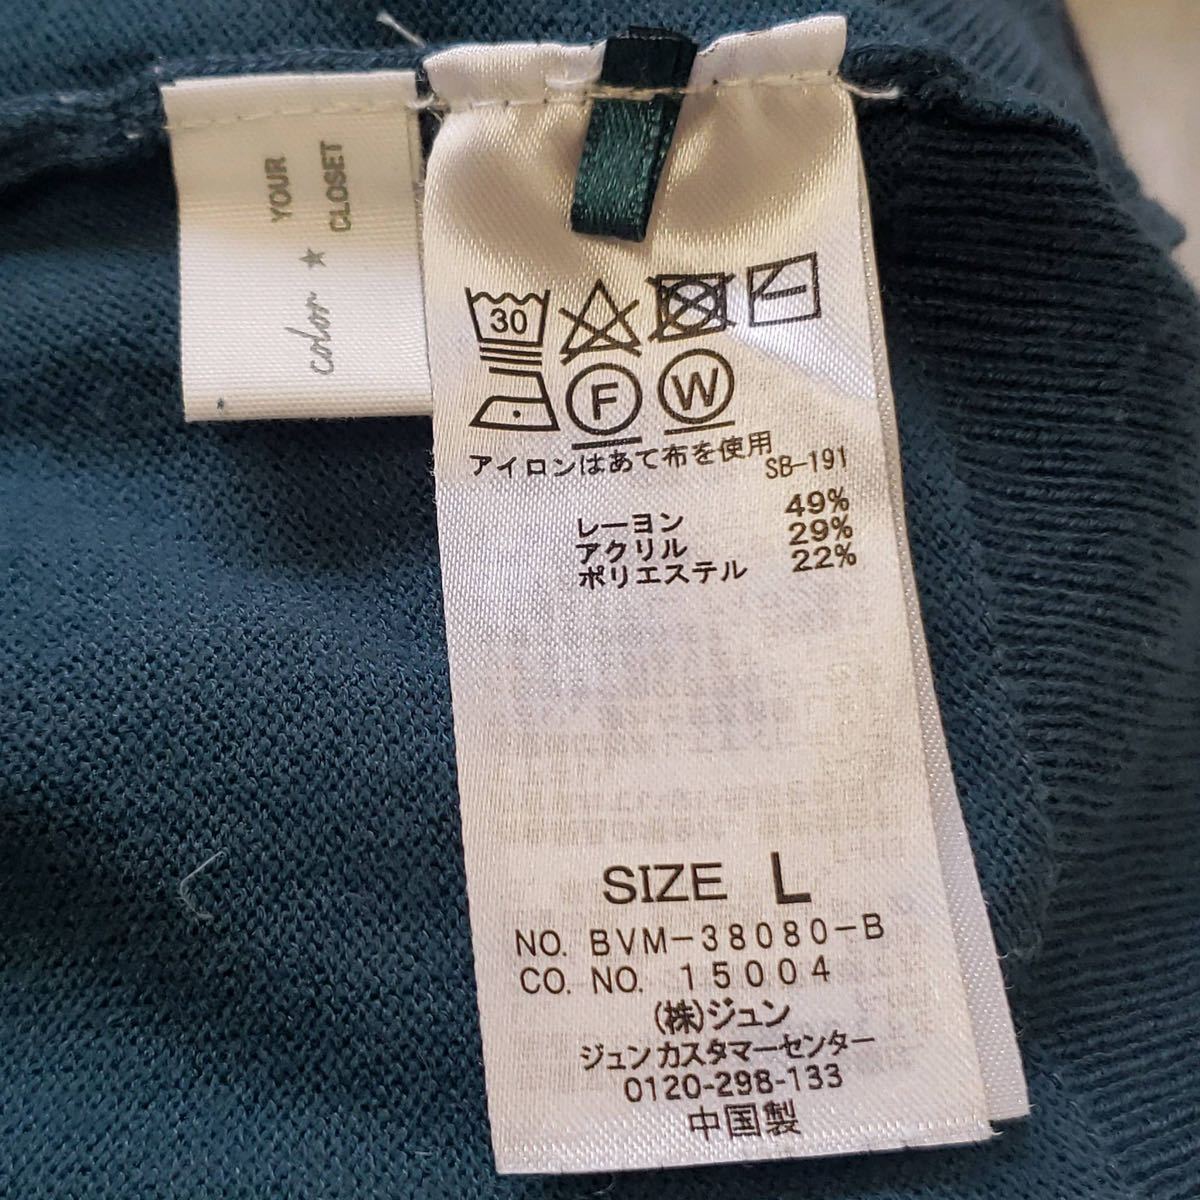 YOUR
CLOSET
color ★
30
F
W
アイロンはあて布を使用
SB-191
レーヨン 49%
アクリル 29%
ポリエステル 22%
SIZE L
NO. BVM-38080-B
CO. NO. 15004
(株)ジュン
ジュンカスタマーセンター
0120-298-133
中国製